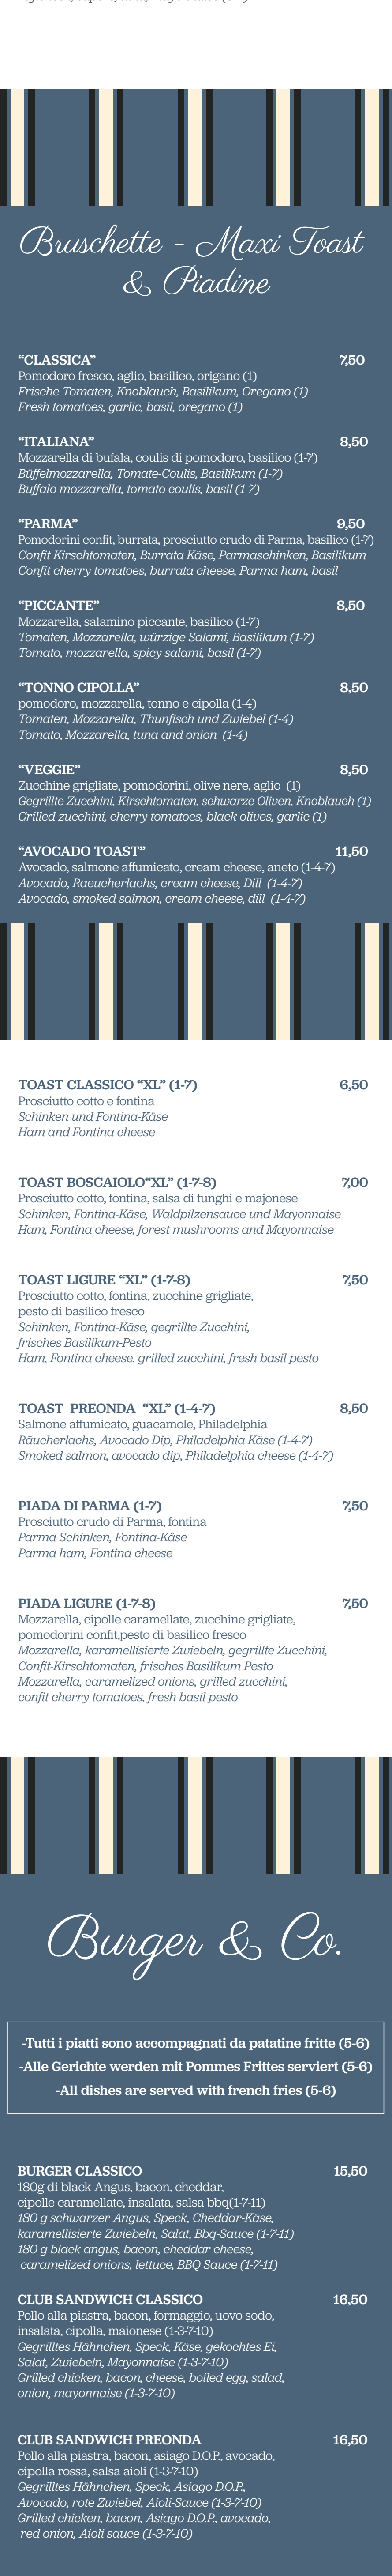 Bruschette - Maxi Toast
& Piadine
“CLASSICA” 7,50
Pomodoro fresco, aglio, basilico, origano (1)
Frische Tomaten, Knoblauch, Basilikum, Oregano (1)
Fresh tomatoes, garlic, basil, oregano (1)
“ITALIANA” 8,50
Mozzarella di bufala, coulis di pomodoro, basilico (1-7)
Büffelmozzarella, Tomate-Coulis, Basilikum (1-7)
Buffalo mozzarella, tomato coulis, basil (1-7)
“PARMA” 9,50
Pomodorini confit, burrata, prosciutto crudo di Parma, basilico (1-7)
Confit Kirschtomaten, Burrata Käse, Parmaschinken, Basilikum
Confit cherry tomatoes, burrata cheese, Parma ham, basil
“PICCANTE” 8,50
Mozzarella, salamino piccante, basilico (1-7)
Tomaten, Mozzarella, würzige Salami, Basilikum (1-7)
Tomato, mozzarella, spicy salami, basil (1-7)
“TONNO CIPOLLA” 8,50
pomodoro, mozzarella, tonno e cipolla (1-4)
Tomaten, Mozzarella, Thunfisch und Zwiebel (1-4)
Tomato, Mozzarella, tuna and onion (1-4)
“VEGGIE” 8,50
Zucchine grigliate, pomodorini, olive nere, aglio (1)
Gegrillte Zucchini, Kirschtomaten, schwarze Oliven, Knoblauch (1)
Grilled zucchini, cherry tomatoes, black olives, garlic (1)
“AVOCADO TOAST” 11,50
Avocado, salmone affumicato, cream cheese, aneto (1-4-7)
Avocado, Raeucherlachs, cream cheese, Dill (1-4-7)
Avocado, smoked salmon, cream cheese, dill (1-4-7)
TOAST CLASSICO “XL” (1-7) 6,50
Prosciutto cotto e fontina
Schinken und Fontina-Käse
Ham and Fontina cheese
TOAST BOSCAIOLO“XL” (1-7-8) 7,00
Prosciutto cotto, fontina, salsa di funghi e majonese
Schinken, Fontina-Käse, Waldpilzensauce und Mayonnaise
Ham, Fontina cheese, forest mushrooms and Mayonnaise
TOAST LIGURE “XL” (1-7-8) 7,50
Prosciutto cotto, fontina, zucchine grigliate,
pesto di basilico fresco
Schinken, Fontina-Käse, gegrillte Zucchini,
frisches Basilikum-Pesto
Ham, Fontina cheese, grilled zucchini, fresh basil pesto
TOAST PREONDA “XL” (1-4-7) 8,50
Salmone affumicato, guacamole, Philadelphia
Räucherlachs, Avocado Dip, Philadelphia Käse (1-4-7)
Smoked salmon, avocado dip, Philadelphia cheese (1-4-7)
PIADA DI PARMA (1-7) 7,50
Prosciutto crudo di Parma, fontina
Parma Schinken, Fontina-Käse
Parma ham, Fontina cheese
PIADA LIGURE (1-7-8) 7,50
Mozzarella, cipolle caramellate, zucchine grigliate,
pomodorini confit,pesto di basilico fresco
Mozzarella, karamellisierte Zwiebeln, gegrillte Zucchini,
Confit-Kirschtomaten, frisches Basilikum Pesto
Mozzarella, caramelized onions, grilled zucchini,
confit cherry tomatoes, fresh basil pesto
Burger & Co.
-Tutti i piatti sono accompagnati da patatine fritte (5-6)
-Alle Gerichte werden mit Pommes Frittes serviert (5-6)
-All dishes are served with french fries (5-6)
BURGER CLASSICO 15,50
180g di black Angus, bacon, cheddar,
cipolle caramellate, insalata, salsa bbq(1-7-11)
180 g schwarzer Angus, Speck, Cheddar-Käse,
karamellisierte Zwiebeln, Salat, Bbq-Sauce (1-7-11)
180 g black angus, bacon, cheddar cheese,
caramelized onions, lettuce, BBQ Sauce (1-7-11)
CLUB SANDWICH CLASSICO 16,50
Pollo alla piastra, bacon, formaggio, uovo sodo,
insalata, cipolla, maionese (1-3-7-10)
Gegrilltes Hähnchen, Speck, Käse, gekochtes Ei,
Salat, Zwiebeln, Mayonnaise (1-3-7-10)
Grilled chicken, bacon, cheese, boiled egg, salad,
onion, mayonnaise (1-3-7-10)
CLUB SANDWICH PREONDA 16,50
Pollo alla piastra, bacon, asiago D.O.P., avocado,
cipolla rossa, salsa aioli (1-3-7-10)
Gegrilltes Hähnchen, Speck, Asiago D.O.P.,
Avocado, rote Zwiebel, Aioli-Sauce (1-3-7-10)
Grilled chicken, bacon, Asiago D.O.P., avocado,
red onion, Aioli sauce (1-3-7-10)